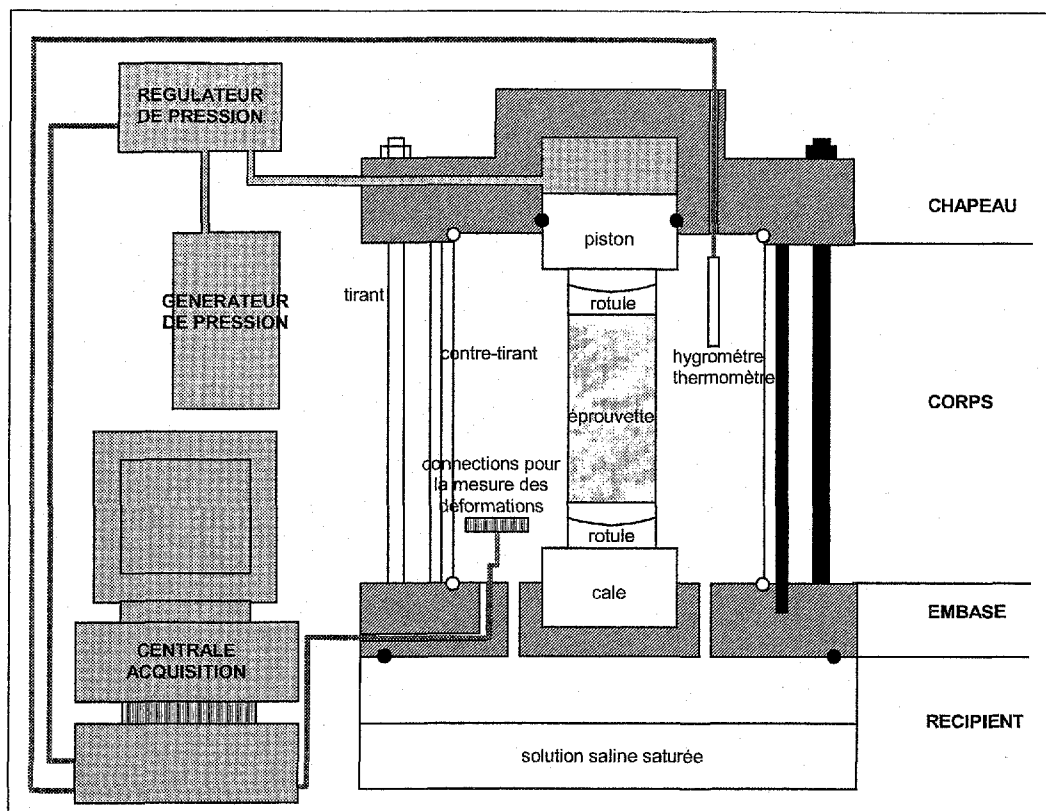 REGULATEUR
DE PRESSION
CHAPEAU
piston
tirant
GENERATEUR
DE PRESSION
rotule
contre-tirant
hygromètre
thermomètre
CORPS
éprouvette
connections pour
la mesure des
déformations
rotule
cale
EMBASE
CENTRALE
ACQUISITION
RECIPIENT
solution saline saturée